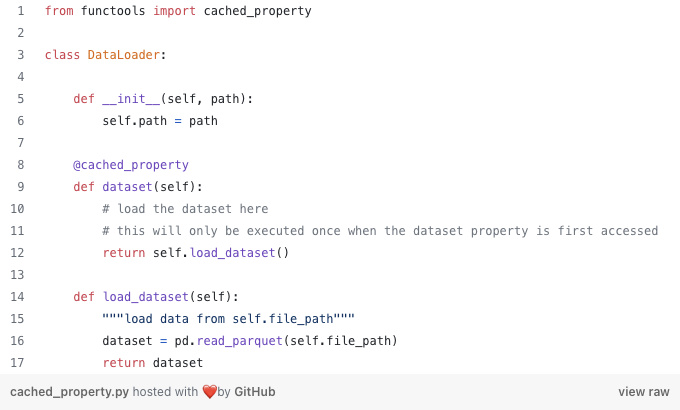 1 from functools import cached_property
2
3 class DataLoader:
4
5     def __init__(self, path):
6         self.path = path
7
8     @cached_property
9     def dataset(self):
10         # load the dataset here
11         # this will only be executed once when the dataset property is first accessed
12         return self.load_dataset()
13
14     def load_dataset(self):
15         """load data from self.file_path"""
16         dataset = pd.read_parquet(self.file_path)
17         return dataset
cached_property.py hosted with ❤️by GitHub view raw